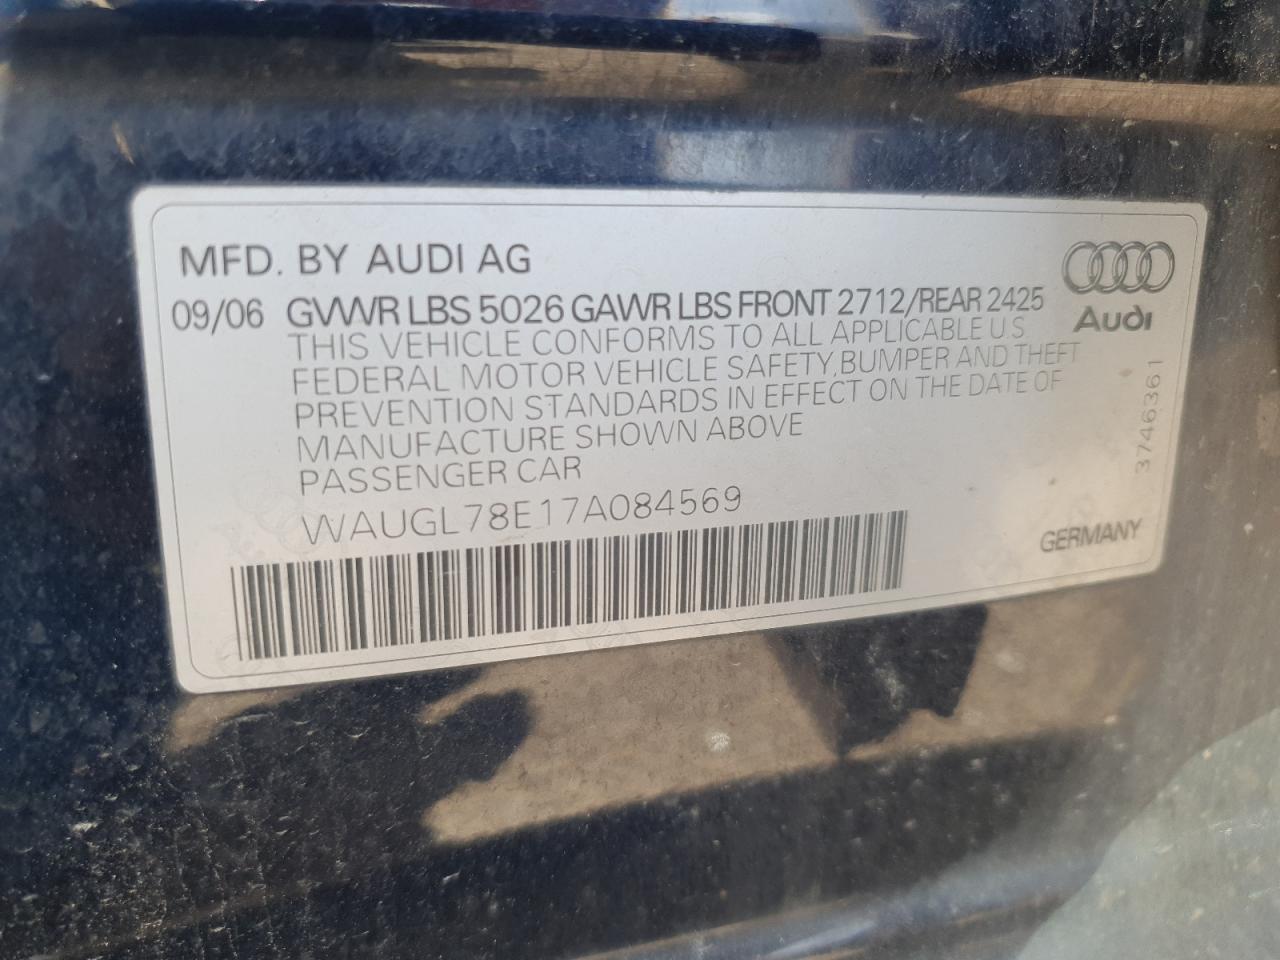 MFD. BY AUDI AG
09/06 GVWR LBS 5026 GAWR LBS FRONT 2712/REAR 2425
Audi
THIS VEHICLE CONFORMS TO ALL APPLICABLE U.S
FEDERAL MOTOR VEHICLE SAFETY, BUMPER AND THEFT
PREVENTION STANDARDS IN EFFECT ON THE DATE OF
MANUFACTURE SHOWN ABOVE
PASSENGER CAR
WAUGL78E17A084569
3746361
GERMANY